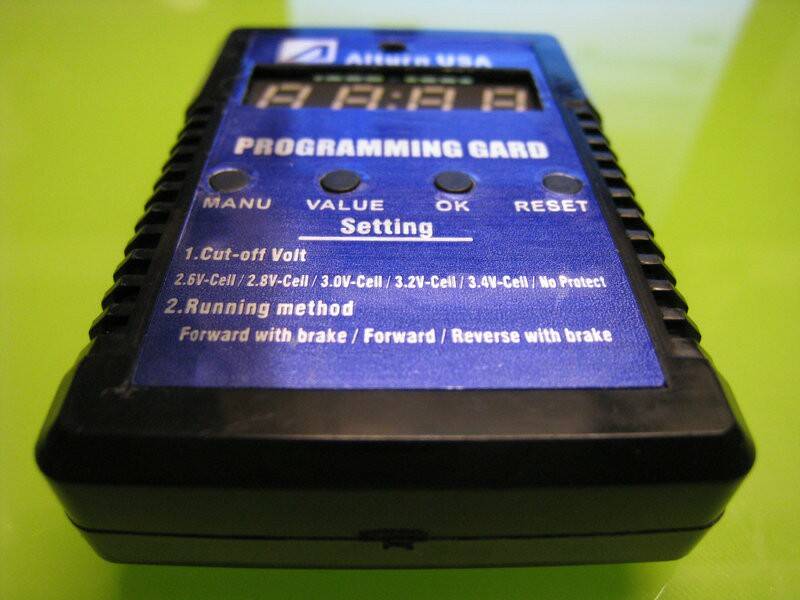 Alturn USA
PROGRAMMING GARD
MANU VALUE OK RESET
Setting
1.Cut-off Volt
2.6V-Cell / 2.8V-Cell / 3.0V-Cell / 3.2V-Cell / 3.4V-Cell / No Protect
2.Running method
Forward with brake / Forward / Reverse with brake